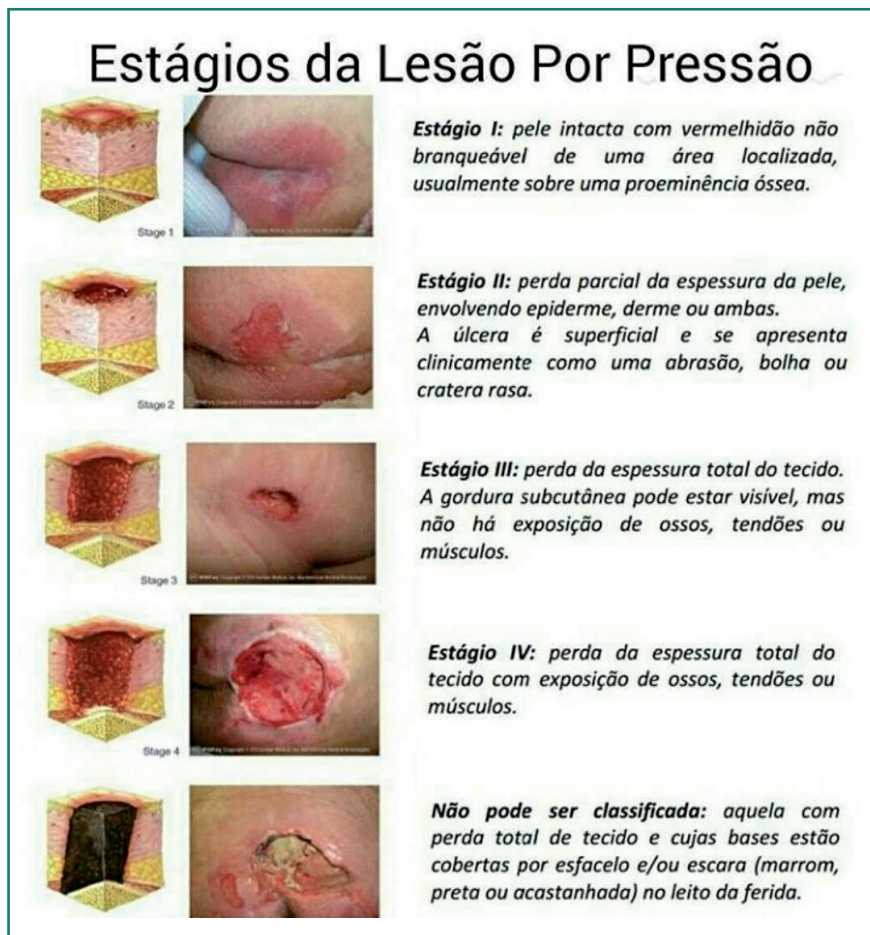 Estágios da Lesão Por Pressão
Estágio I: pele intacta com vermelhidão não
branqueável de uma área localizada,
usualmente sobre uma proeminência óssea.
Stage 1
Estágio II: perda parcial da espessura da pele,
envolvendo epiderme, derme ou ambas.
A úlcera é superficial e se apresenta
clinicamente como uma abrasão, bolha ou
cratera rasa.
Stage 2
Estágio III: perda da espessura total do tecido.
A gordura subcutânea pode estar visível, mas
não há exposição de ossos, tendões ou
músculos.
Stage 3
Estágio IV: perda da espessura total do
tecido com exposição de ossos, tendões ou
músculos.
Stage 4
Não pode ser classificada: aquela com
perda total de tecido e cujas bases estão
cobertas por esfacelo e/ou escara (marrom,
preta ou acastanhada) no leito da ferida.